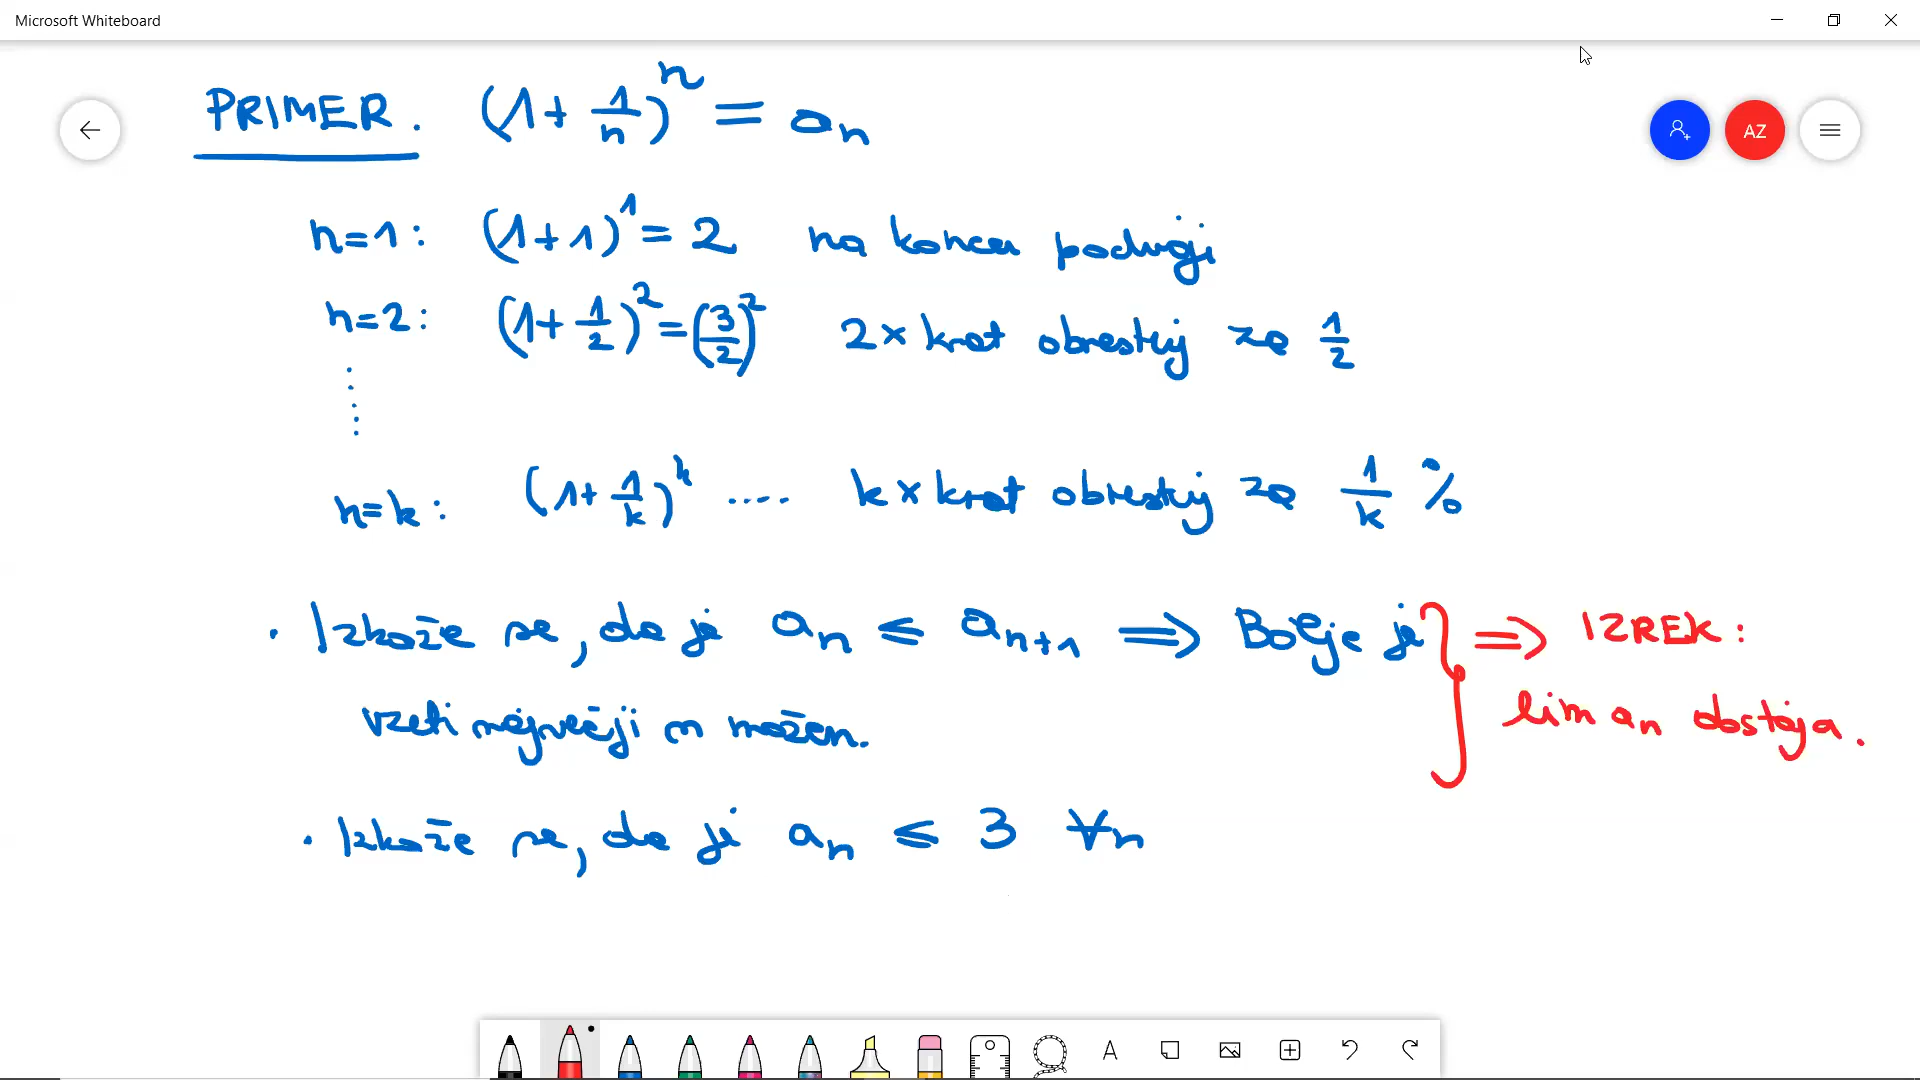 Microsoft Whiteboard
PRIMER. (1 + 1/n)^n = a_n
AZ
n=1: (1+1)^1 = 2 na koncu podvoji
n=2: (1 + 1/2)^2 = (3/2)^2 2x krat obrestuj za 1/2
n=k: (1 + 1/k)^k .... k x krat obrestuj za 1/k %
· Izkaže se, da je a_n ≤ a_{n+1} ⟹ Bolje je } ⟹ IZREK:
vzeti največji n možen. lim a_n obstaja.
· Izkaže se, da je a_n ≤ 3 ∀n